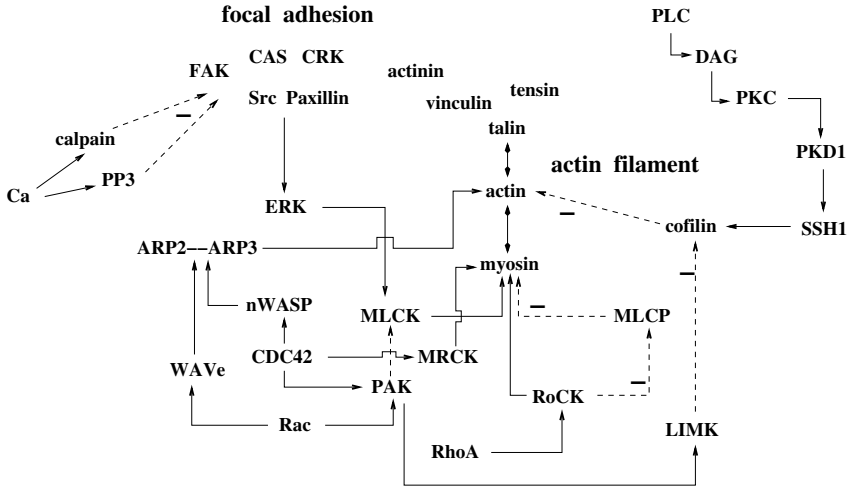 focal adhesion
PLC
CAS CRK
DAG
FAK
actinin
tensin
Src Paxillin
vinculin
PKC
–
talin
calpain
PKD1
actin filament
PP3
Ca
actin
ERK
–
cofilin
SSH1
ARP2--ARP3
myosin
–
nWASP
–
MLCK
MLCP
CDC42
MRCK
WAVe
PAK
–
RoCK
Rac
LIMK
RhoA